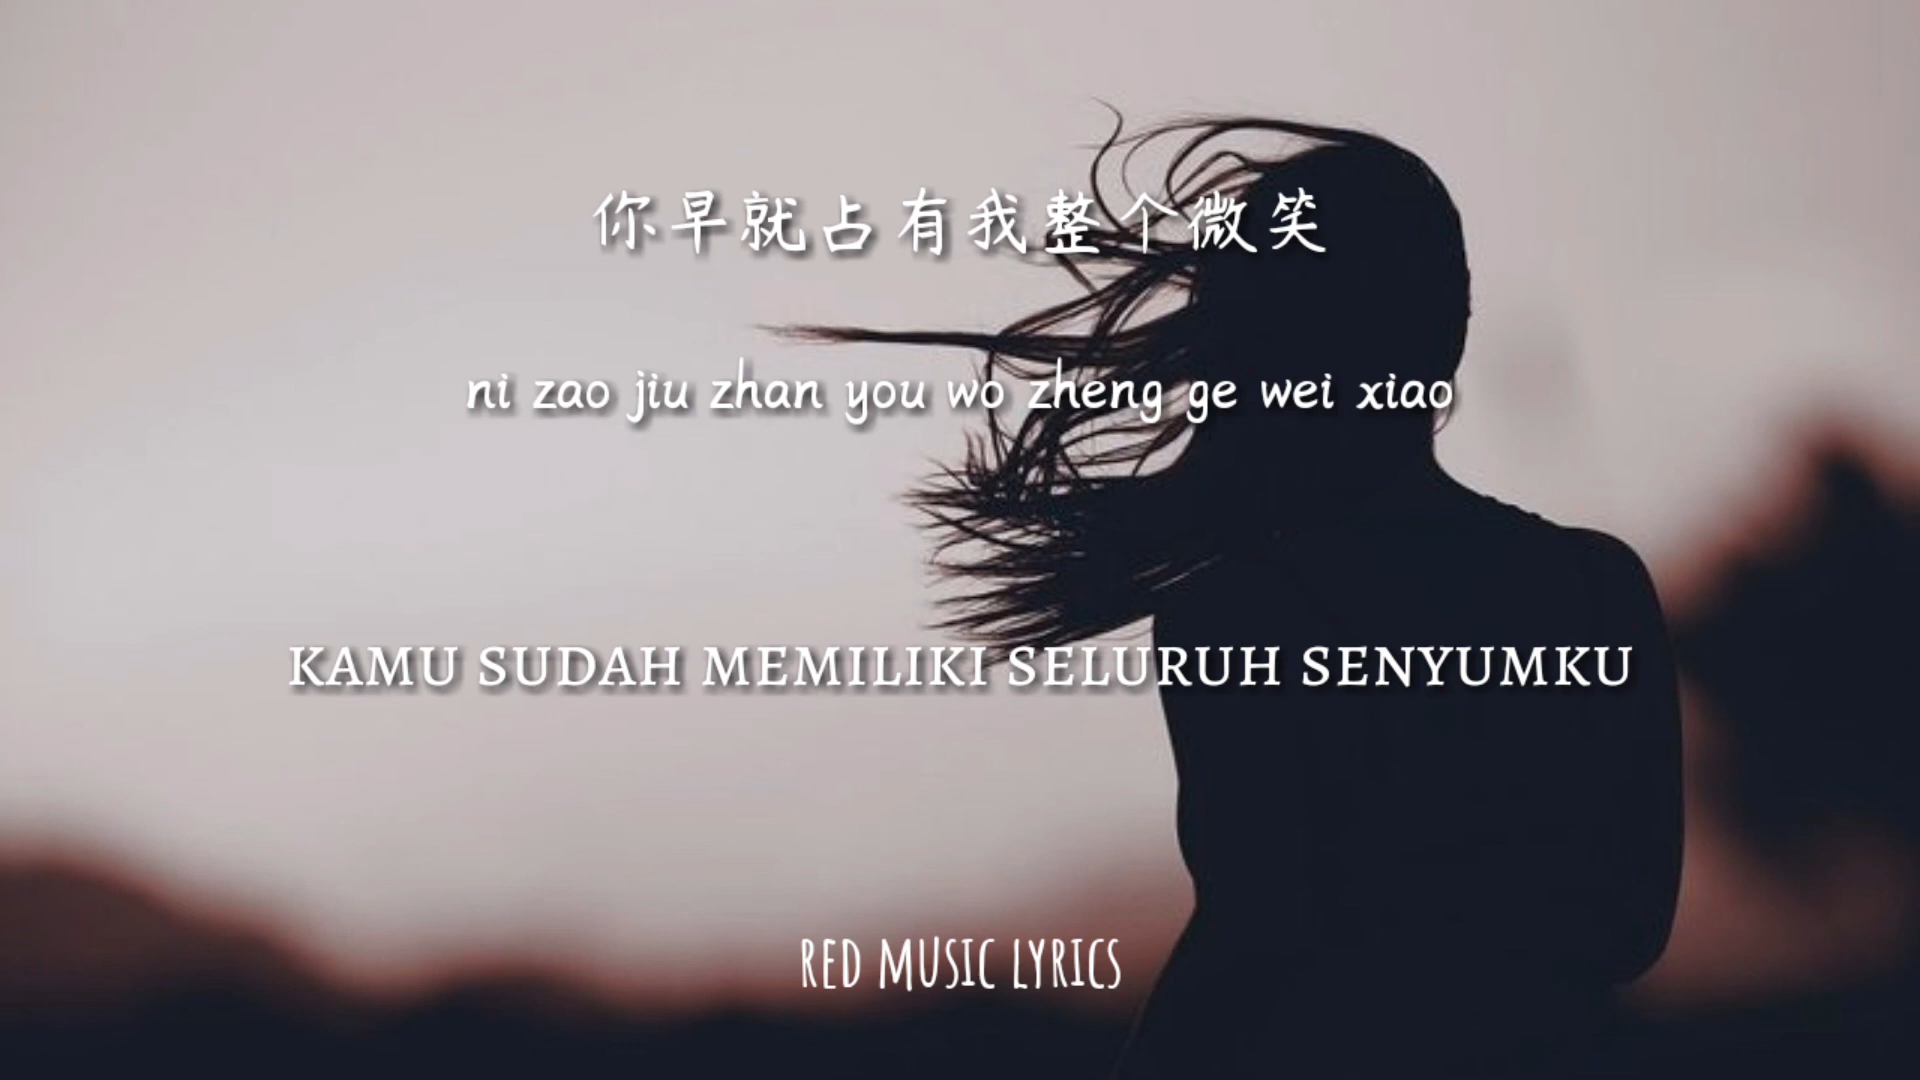 你早就占有我整个微笑
ni zao jiu zhan you wo zheng ge wei xiao
KAMU SUDAH MEMILIKI SELURUH SENYUMKU
RED MUSIC LYRICS